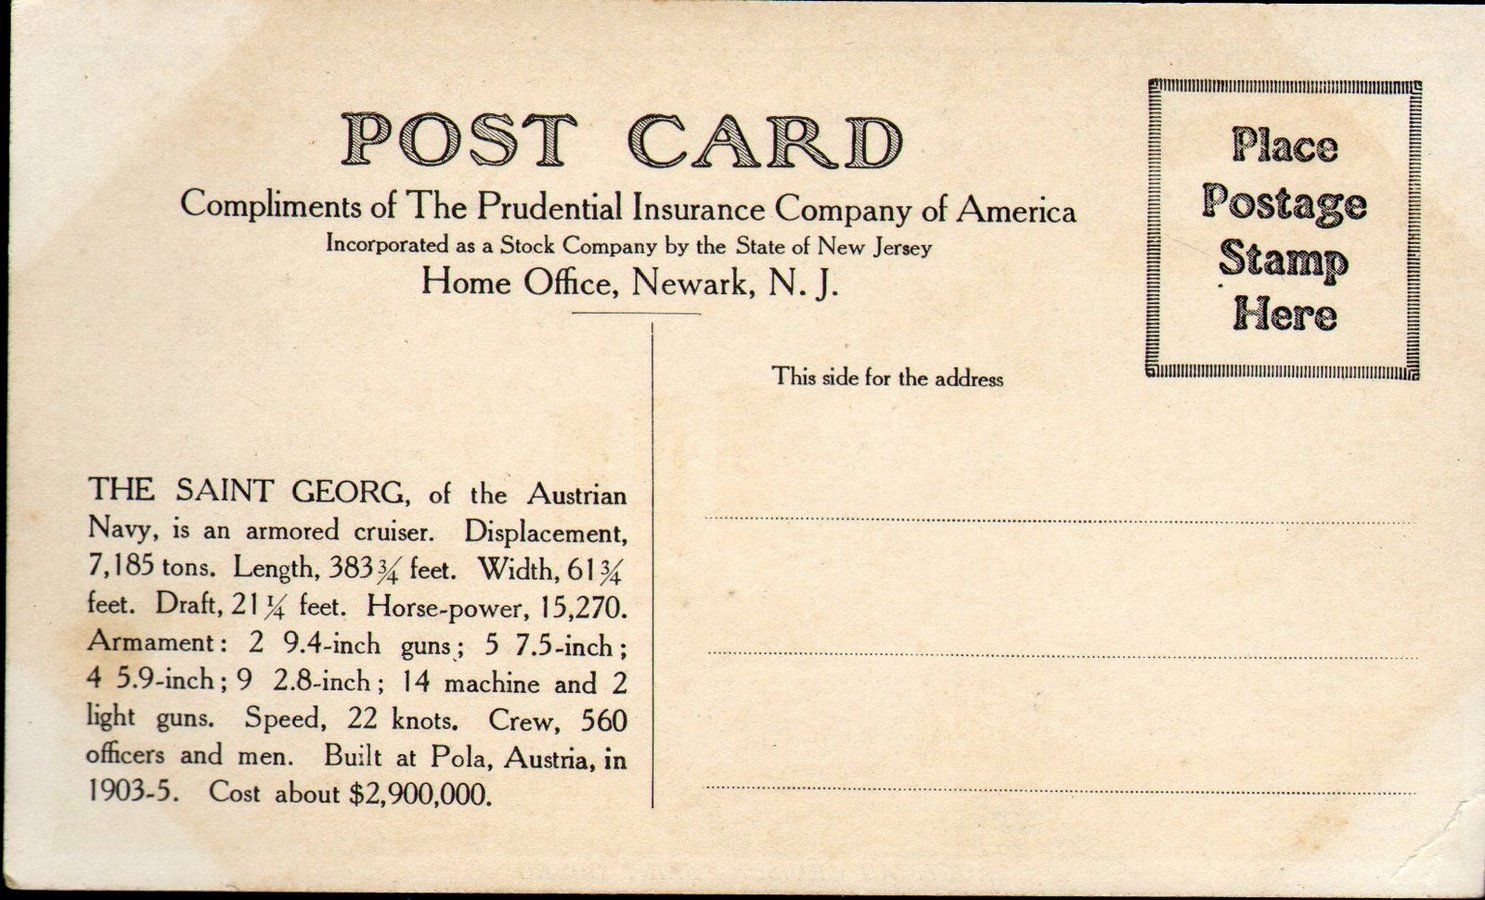 POST CARD
Compliments of The Prudential Insurance Company of America
Incorporated as a Stock Company by the State of New Jersey
Home Office, Newark, N. J.
Place
Postage
Stamp
Here
This side for the address
THE SAINT GEORG, of the Austrian
Navy, is an armored cruiser. Displacement,
7,185 tons. Length, 383¾ feet. Width, 61¾
feet. Draft, 21¼ feet. Horse-power, 15,270.
Armament: 2 9.4-inch guns; 5 7.5-inch;
4 5.9-inch; 9 2.8-inch; 14 machine and 2
light guns. Speed, 22 knots. Crew, 560
officers and men. Built at Pola, Austria, in
1903-5. Cost about $2,900,000.